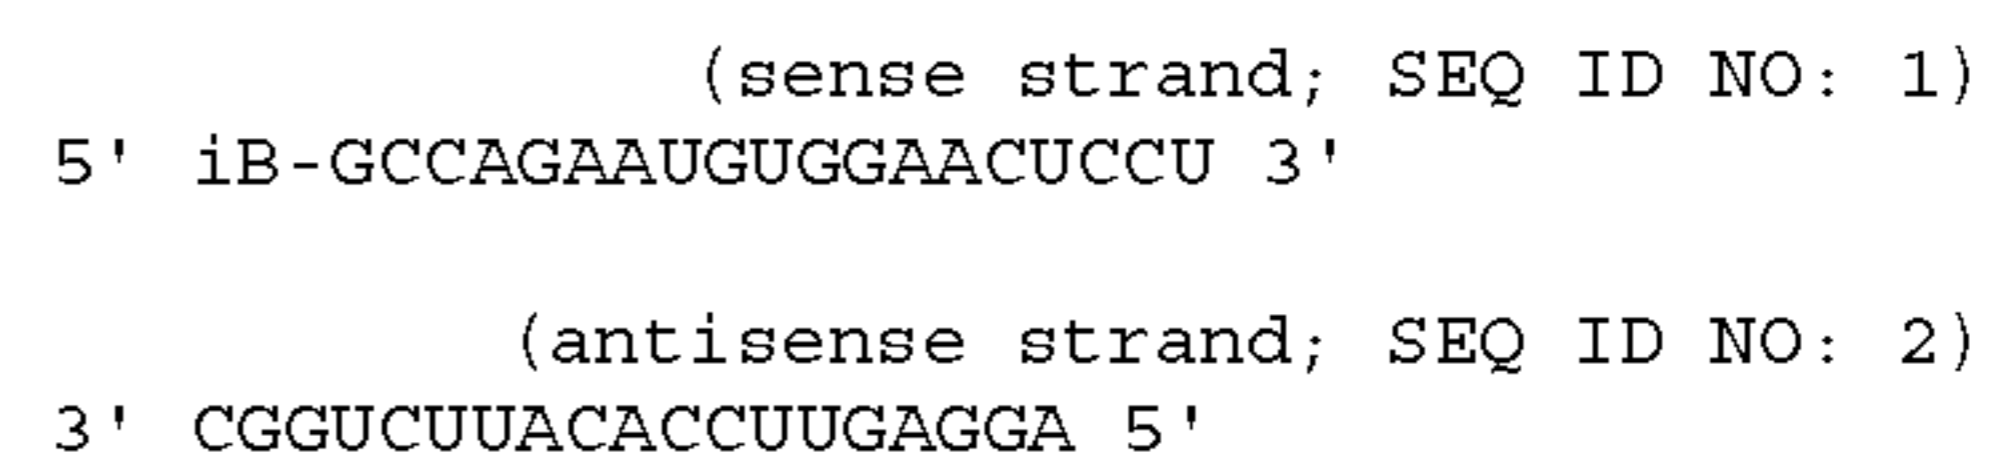 (sense strand; SEQ ID NO: 1)
5' iB-GCCAGAAUGUGGAACUCCU 3'
(antisense strand; SEQ ID NO: 2)
3' CGGUCUUACACCUUGAGGA 5'